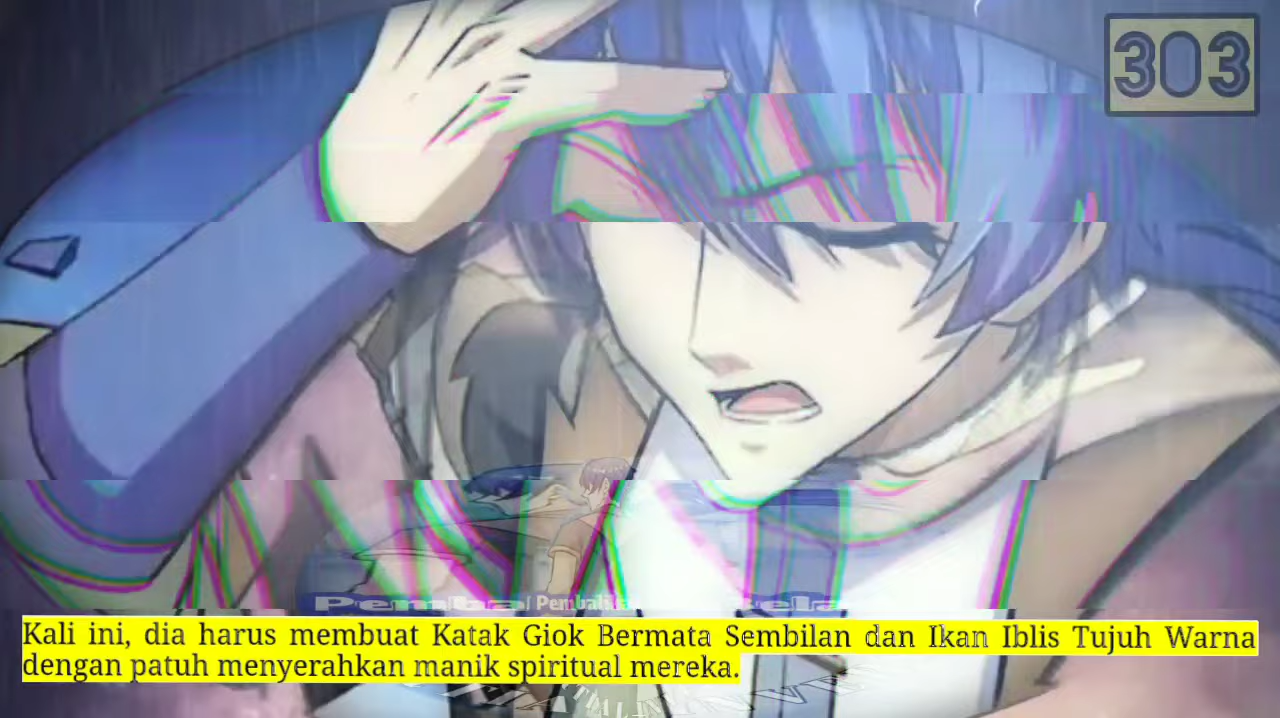 303
Pembalik
Kali ini, dia harus membuat Katak Giok Bermata Sembilan dan Ikan Iblis Tujuh Warna
dengan patuh menyerahkan manik spiritual mereka.